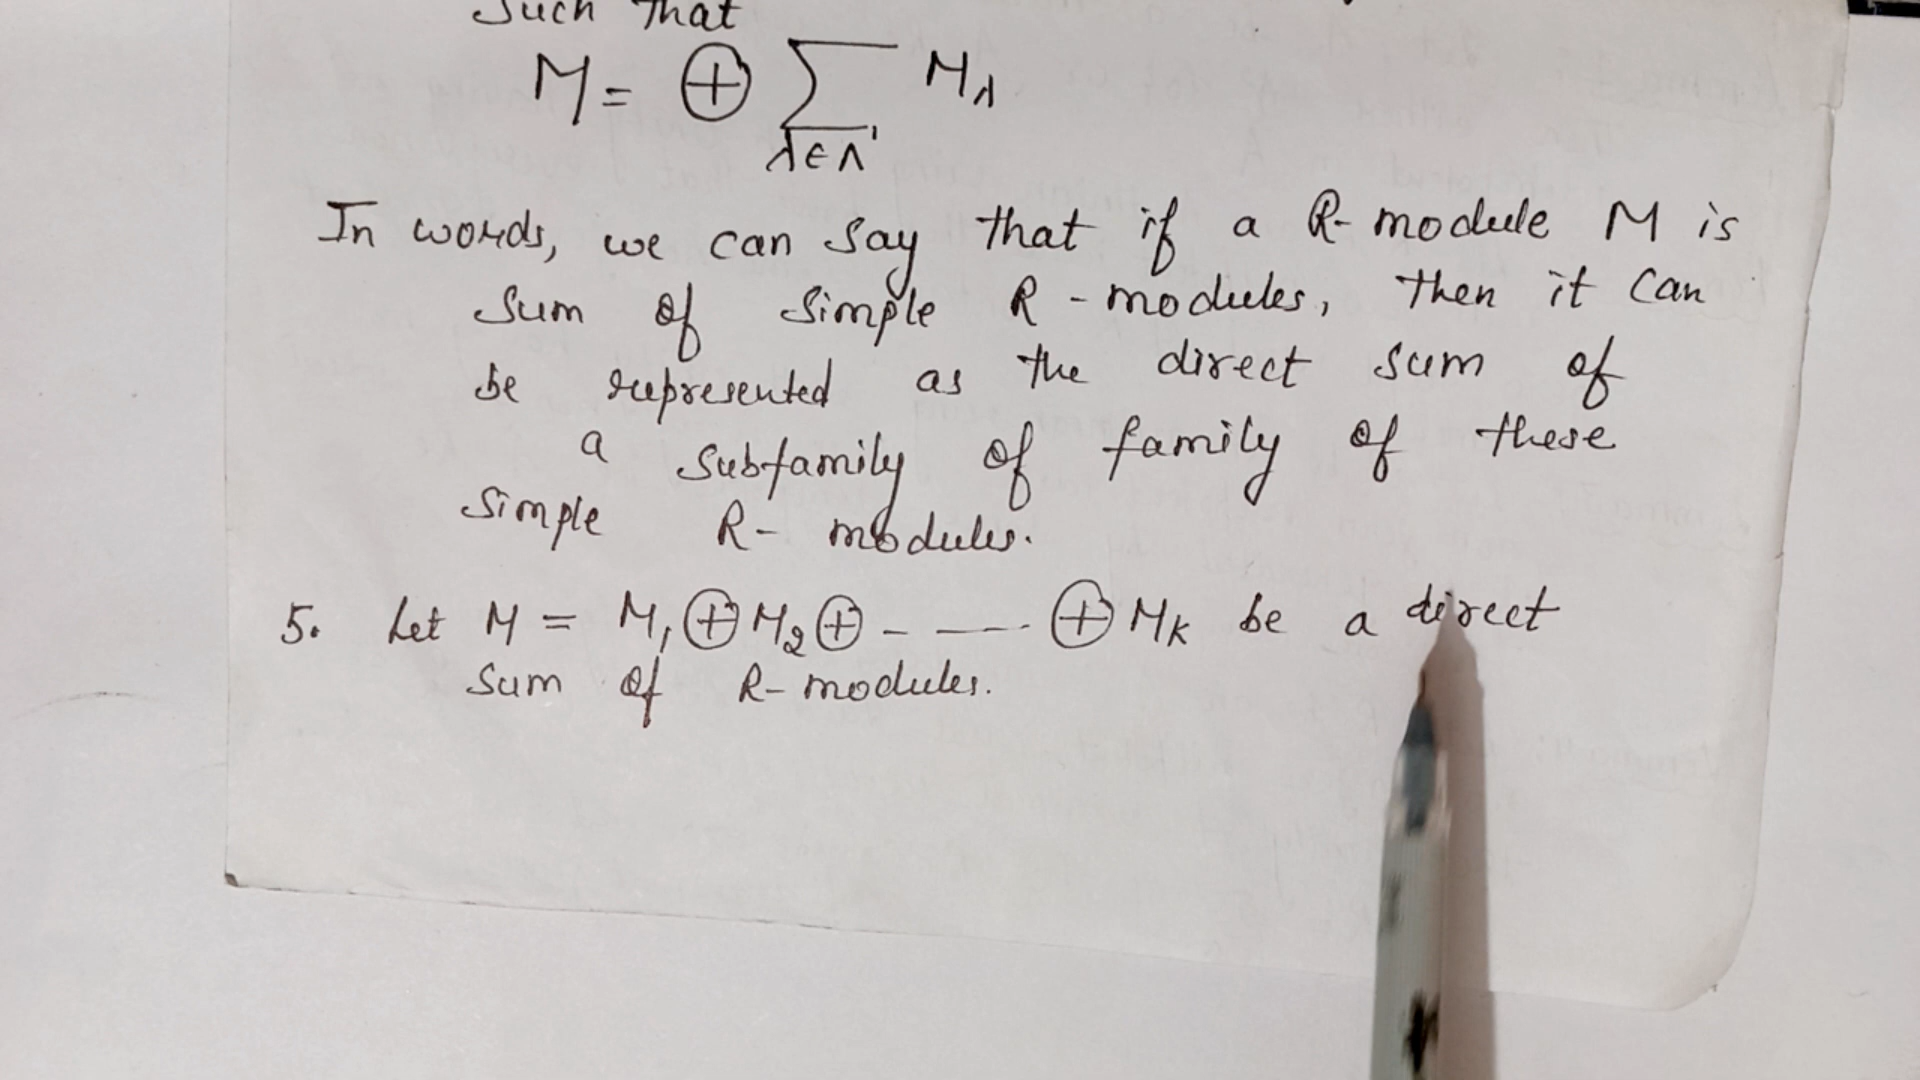 Such that
M = ⊕ ∑ Mλ
λ∈Λ'
In words, we can say that if a R-module M is
sum of simple R-modules, then it can
be represented as the direct sum of
a subfamily of family of these
simple R-modules.
5. Let M = M₁ ⊕ M₂ ⊕ - - - - ⊕ Mk be a direct
sum of R-modules.